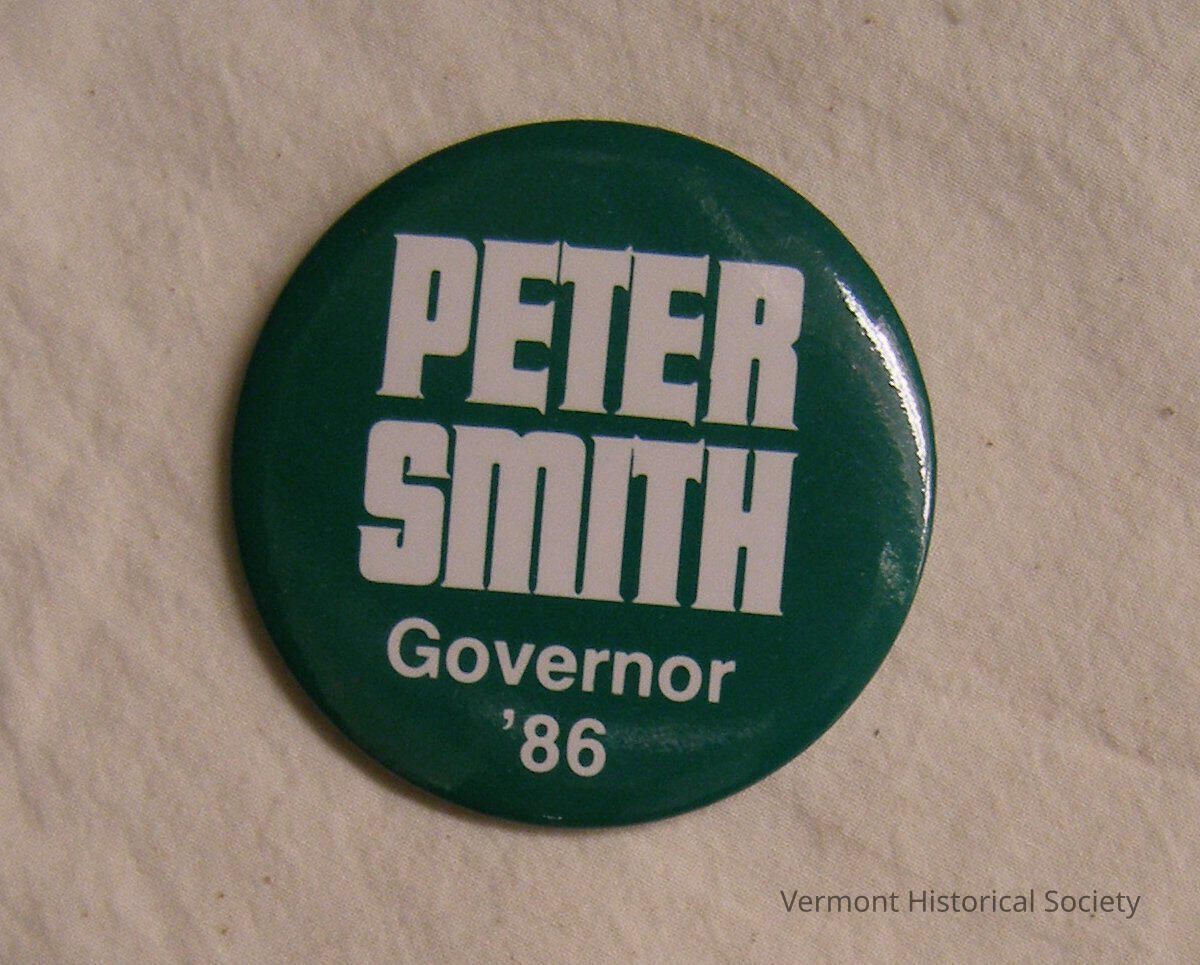 PETER
SMITH
Governor
'86
Vermont Historical Society